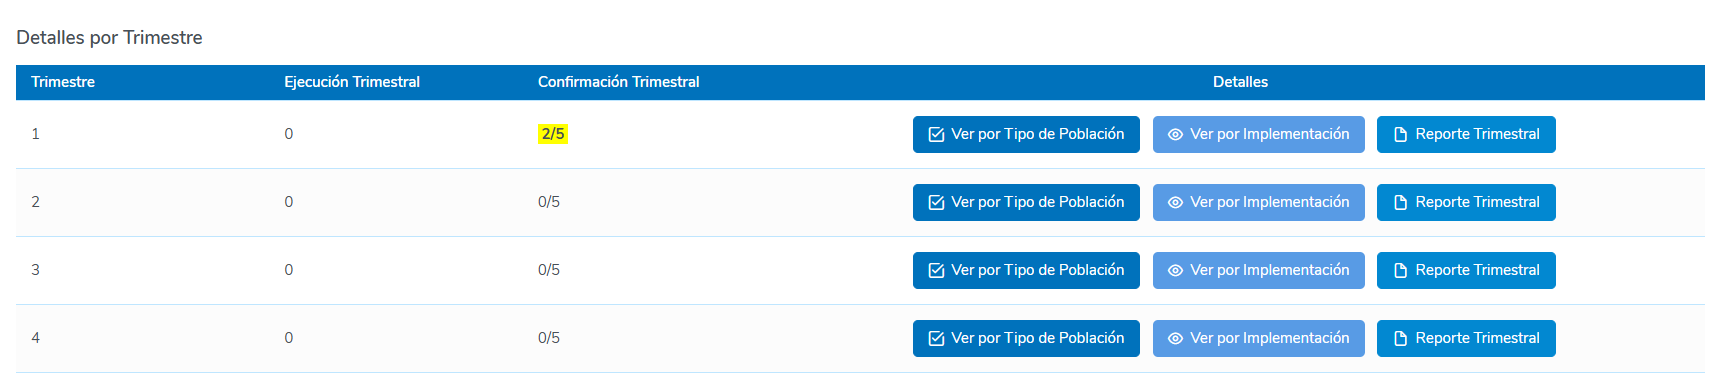 Detalles por Trimestre
Trimestre Ejecución Trimestral Confirmación Trimestral Detalles
1 0 2/5 Ver por Tipo de Población Ver por Implementación Reporte Trimestral
2 0 0/5 Ver por Tipo de Población Ver por Implementación Reporte Trimestral
3 0 0/5 Ver por Tipo de Población Ver por Implementación Reporte Trimestral
4 0 0/5 Ver por Tipo de Población Ver por Implementación Reporte Trimestral